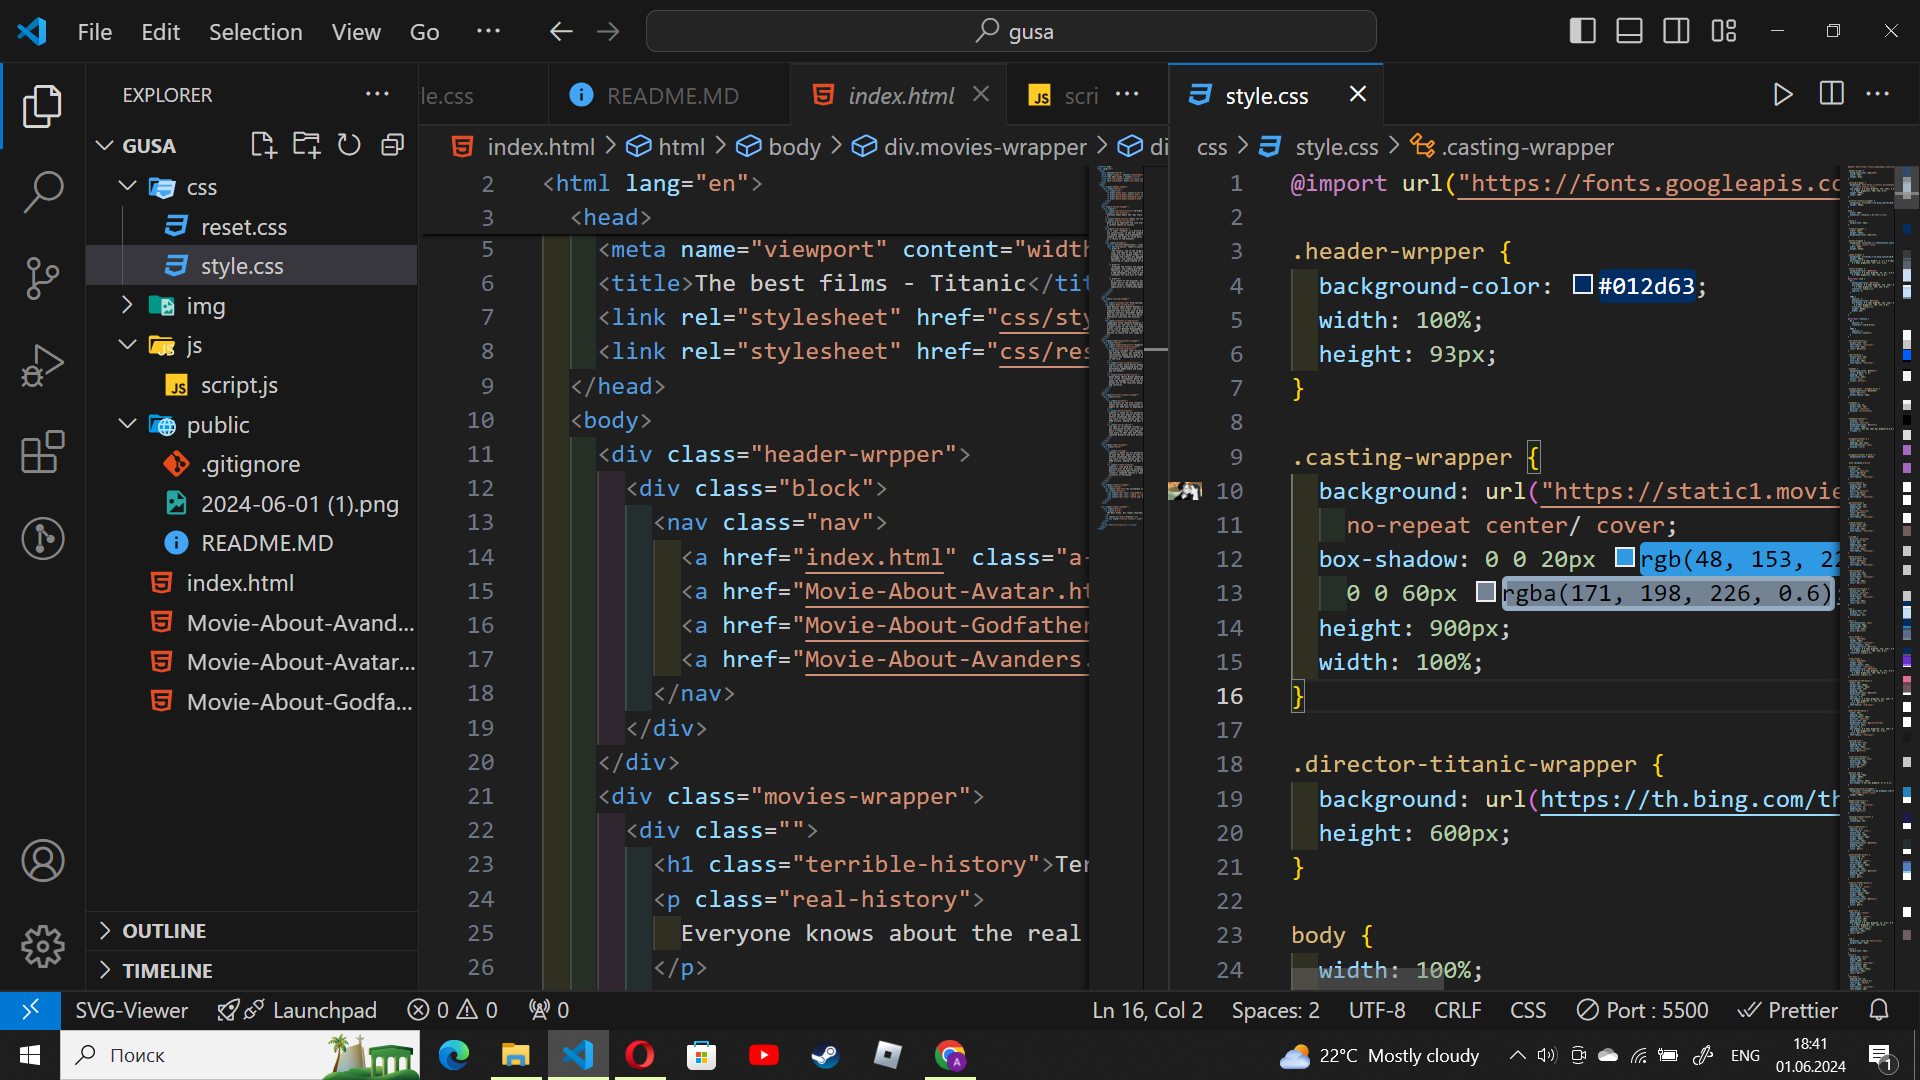 File Edit Selection View Go ··· gusa
EXPLORER ···
le.css README.MD index.html scri ··· style.css ···
GUSA
css
reset.css
style.css
img
js
script.js
public
.gitignore
2024-06-01 (1).png
README.MD
index.html
Movie-About-Avand...
Movie-About-Avatar...
Movie-About-Godfa...
OUTLINE
TIMELINE
index.html > html > body > div.movies-wrapper > di
2 <html lang="en">
3 <head>
5 <meta name="viewport" content="width
6 <title>The best films - Titanic</tit
7 <link rel="stylesheet" href="css/sty
8 <link rel="stylesheet" href="css/res
9 </head>
10 <body>
11 <div class="header-wrpper">
12 <div class="block">
13 <nav class="nav">
14 <a href="index.html" class="a-
15 <a href="Movie-About-Avatar.ht
16 <a href="Movie-About-Godfather
17 <a href="Movie-About-Avanders.
18 </nav>
19 </div>
20 </div>
21 <div class="movies-wrapper">
22 <div class="">
23 <h1 class="terrible-history">Ter
24 <p class="real-history">
25 Everyone knows about the real
26 </p>
css > style.css > .casting-wrapper
1 @import url("https://fonts.googleapis.co
2
3 .header-wrpper {
4 background-color: #012d63;
5 width: 100%;
6 height: 93px;
7 }
8
9 .casting-wrapper {
10 background: url("https://static1.movie
11 no-repeat center/ cover;
12 box-shadow: 0 0 20px rgb(48, 153, 22
13 0 0 60px rgba(171, 198, 226, 0.6);
14 height: 900px;
15 width: 100%;
16 }
17
18 .director-titanic-wrapper {
19 background: url(https://th.bing.com/th
20 height: 600px;
21 }
22
23 body {
24 width: 100%;
SVG-Viewer Launchpad 0 0 0 Ln 16, Col 2 Spaces: 2 UTF-8 CRLF CSS Port : 5500 Prettier
Поиск 22°C Mostly cloudy ENG 18:41
01.06.2024 1